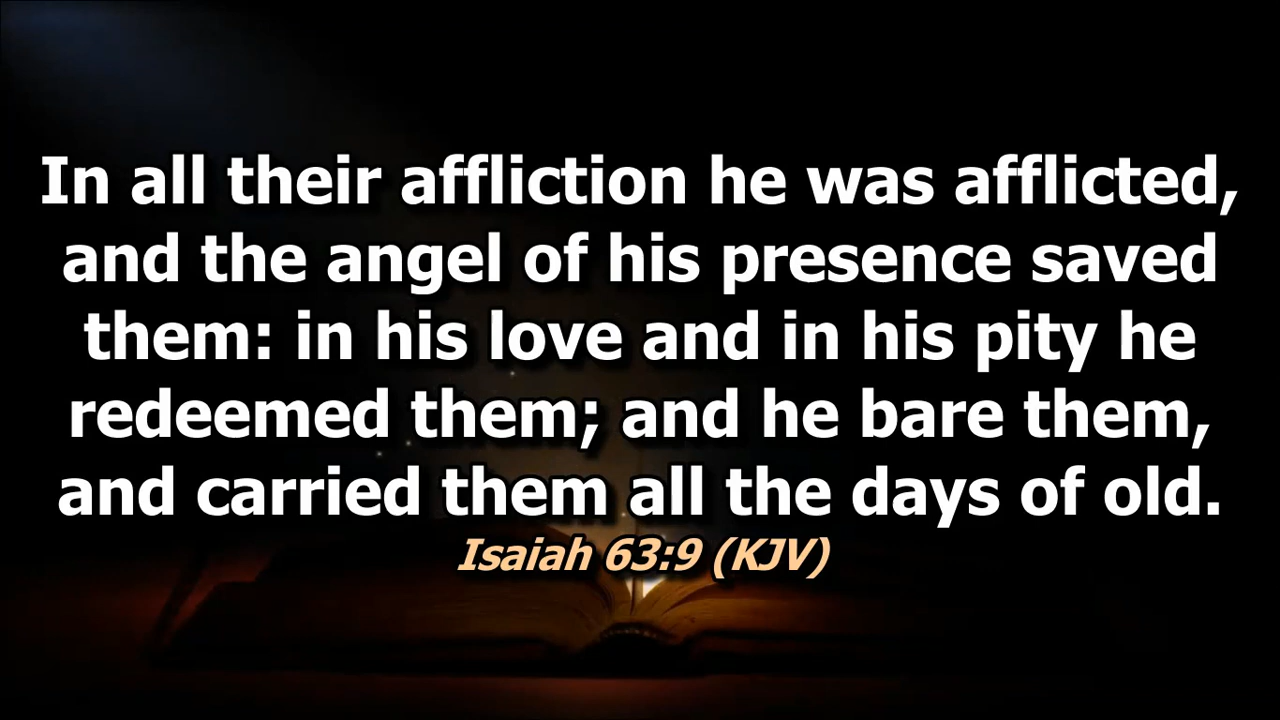 In all their affliction he was afflicted,
and the angel of his presence saved
them: in his love and in his pity he
redeemed them; and he bare them,
and carried them all the days of old.
Isaiah 63:9 (KJV)